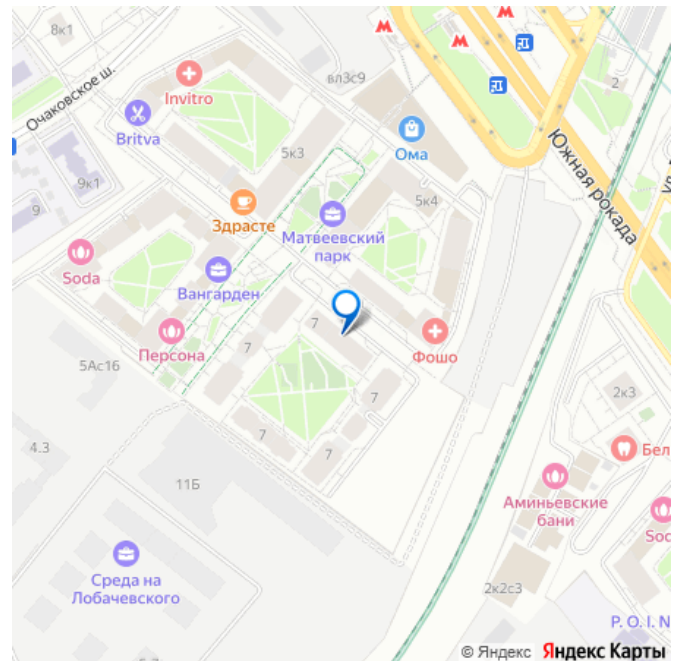 8к1
Очаковское ш.
Invitro
Britva
вл3с9
М
М
Ома
2
Южная рокада
5к3
9к1
9
Здрасте
5к4
Матвеевский
парк
Soda
Вангарден
Персона
7
7
Фошо
5Ас16
7
7
7
2к3
Бел
4.3
11Б
Аминьевские
бани
Soc
Среда на
Лобачевского
2к2с3
P. O. I. N
© Яндекс Яндекс Карты